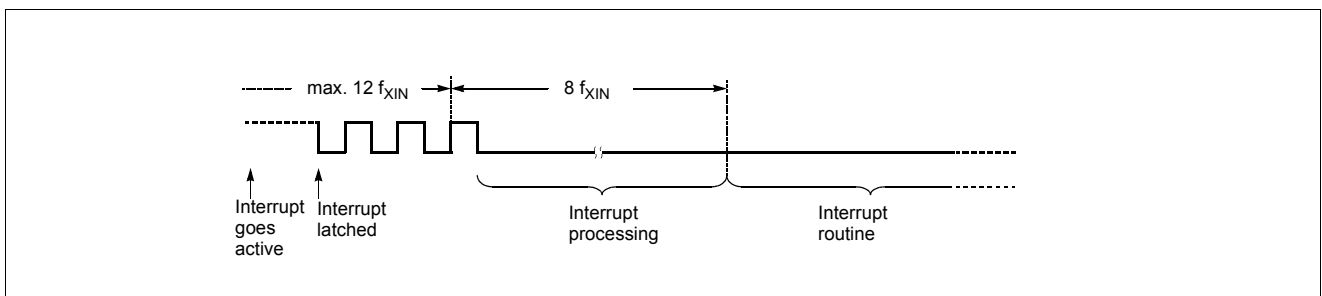 max. 12 fXIN
8 fXIN
Interrupt
goes
active
Interrupt
latched
Interrupt
processing
Interrupt
routine